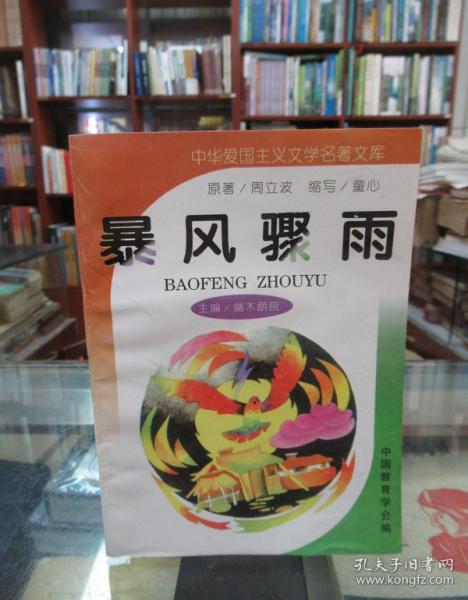 中华爱国主义文学名著文库
原著/周立波 缩写/童心
暴风骤雨
BAOFENG ZHOUYU
主编/端木蕻良
中国教育学会编
孔夫子旧书网
www.kongfz.com